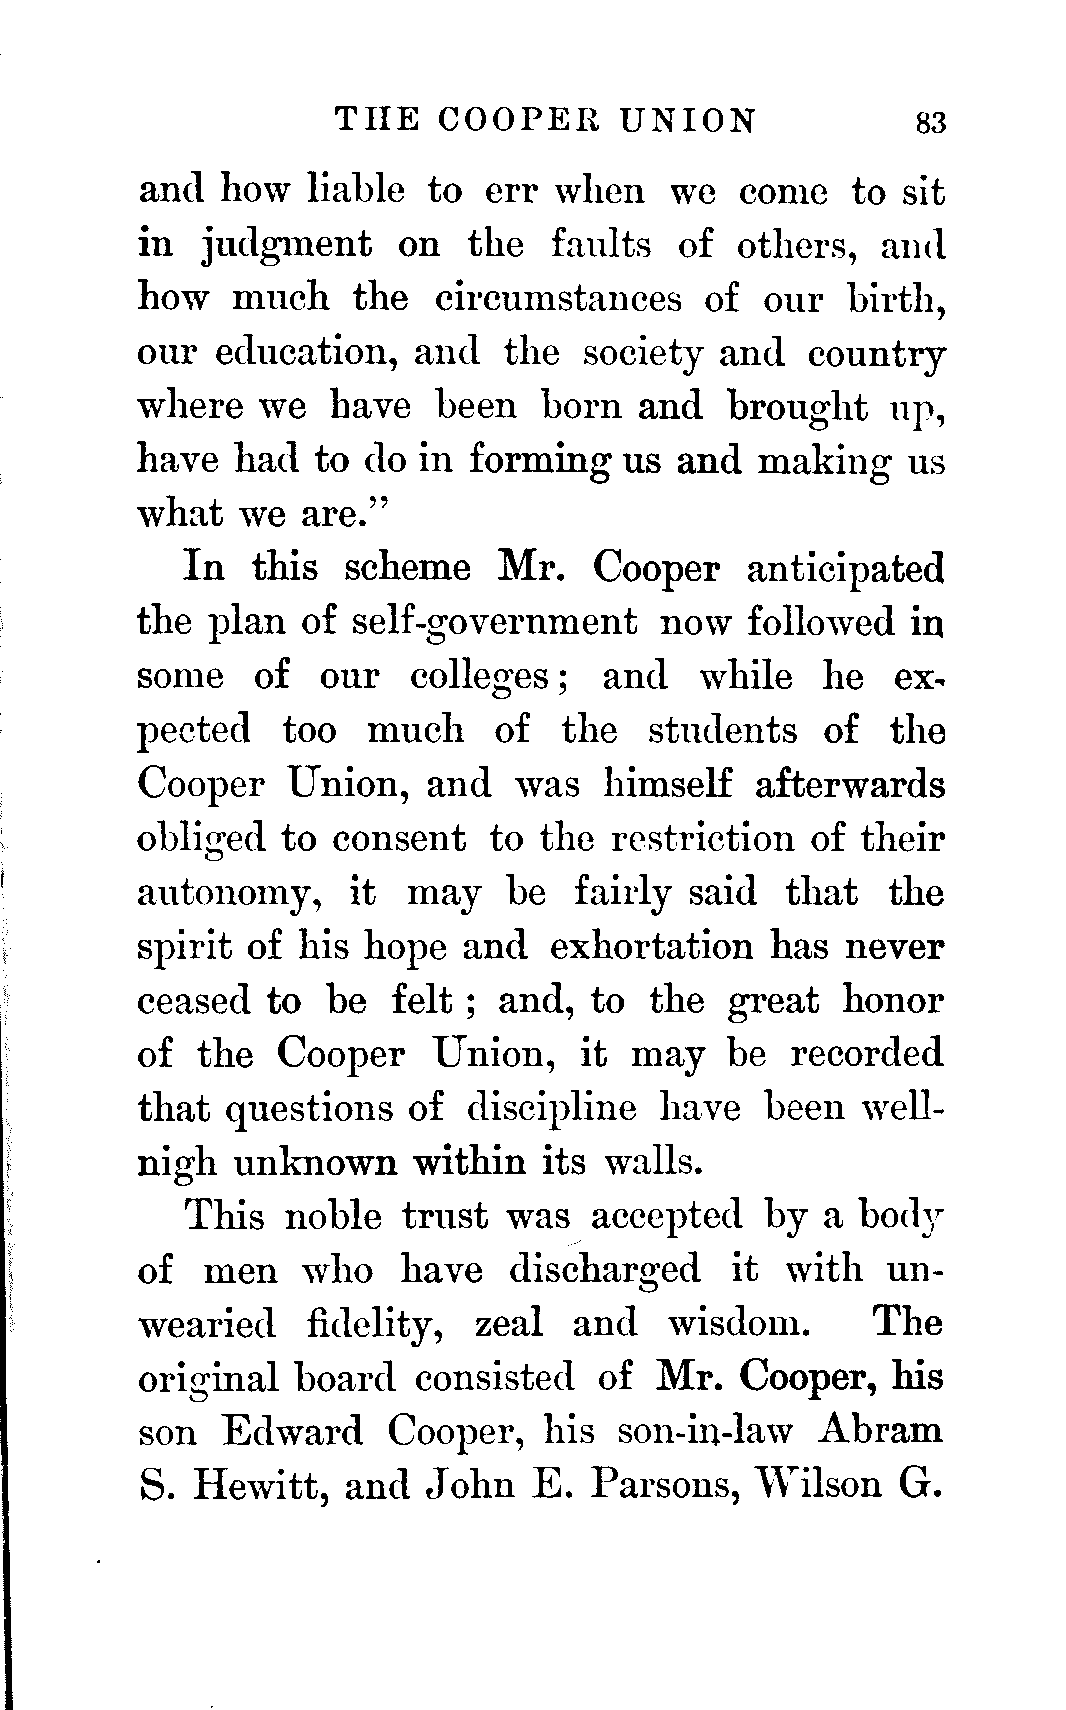 THE COOPER UNION 83
and how liable to err when we come to sit
in judgment on the faults of others, and
how much the circumstances of our birth,
our education, and the society and country
where we have been born and brought up,
have had to do in forming us and making us
what we are.”
In this scheme Mr. Cooper anticipated
the plan of self-government now followed in
some of our colleges; and while he ex-
pected too much of the students of the
Cooper Union, and was himself afterwards
obliged to consent to the restriction of their
autonomy, it may be fairly said that the
spirit of his hope and exhortation has never
ceased to be felt; and, to the great honor
of the Cooper Union, it may be recorded
that questions of discipline have been well-
nigh unknown within its walls.
This noble trust was accepted by a body
of men who have discharged it with un-
wearied fidelity, zeal and wisdom. The
original board consisted of Mr. Cooper, his
son Edward Cooper, his son-in-law Abram
S. Hewitt, and John E. Parsons, Wilson G.